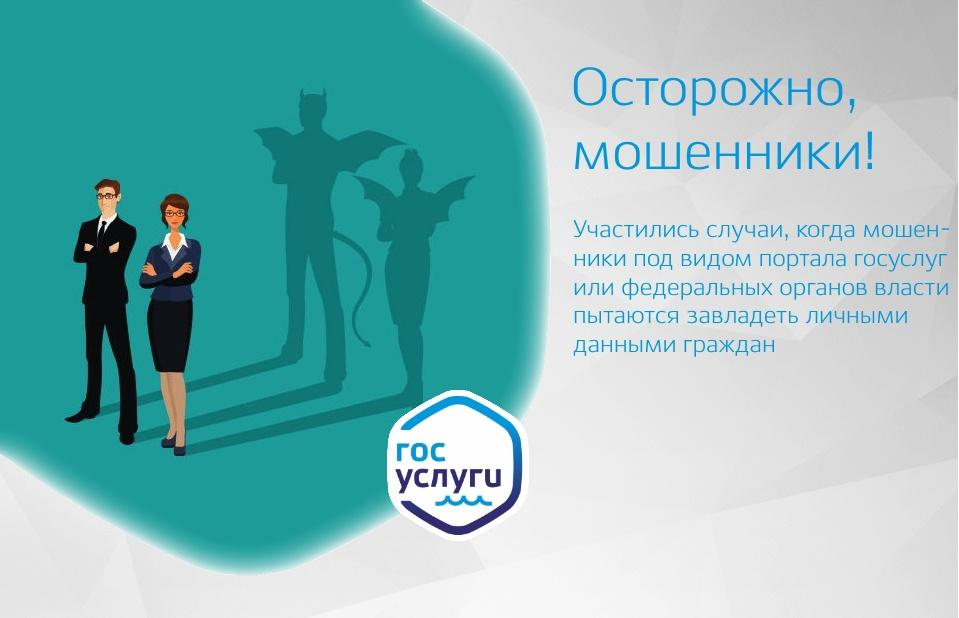 Осторожно,
мошенники!
Участились случаи, когда мошен-
ники под видом портала госуслуг
или федеральных органов власти
пытаются завладеть личными
данными граждан
гос
услуги